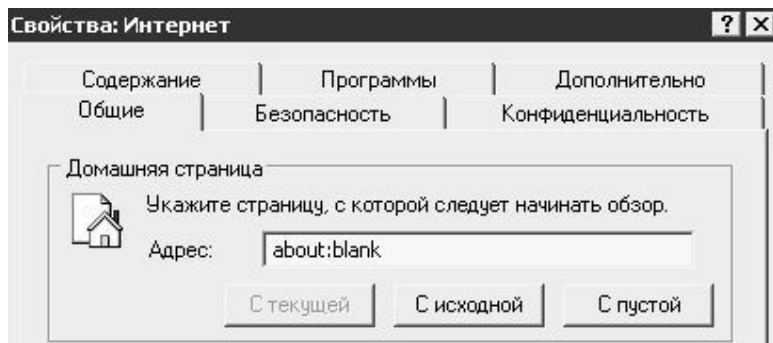 Свойства: Интернет ? ×
Содержание Программы Дополнительно
Общие Безопасность Конфиденциальность
Домашняя страница
Укажите страницу, с которой следует начинать обзор.
Адрес: about:blank
С текущей С исходной С пустой